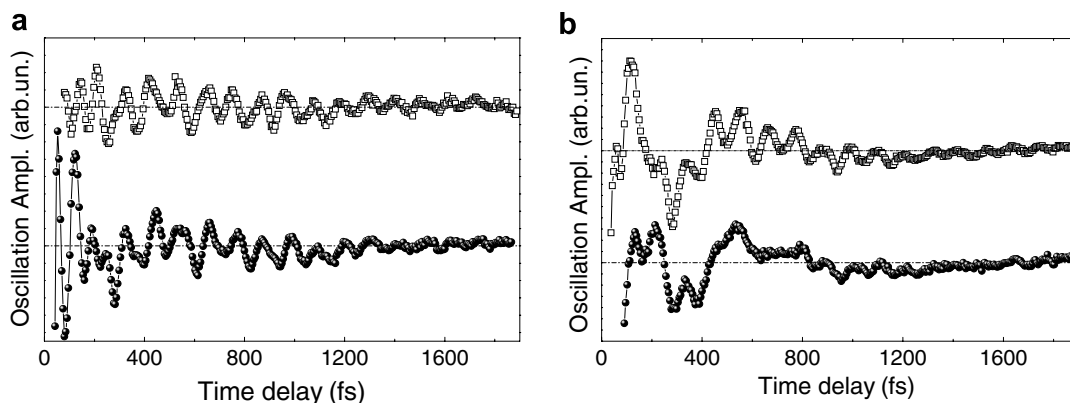 a
Oscillation Ampl. (arb.un.)
0 400 800 1200 1600
Time delay (fs)
b
Oscillation Ampl. (arb.un.)
0 400 800 1200 1600
Time delay (fs)